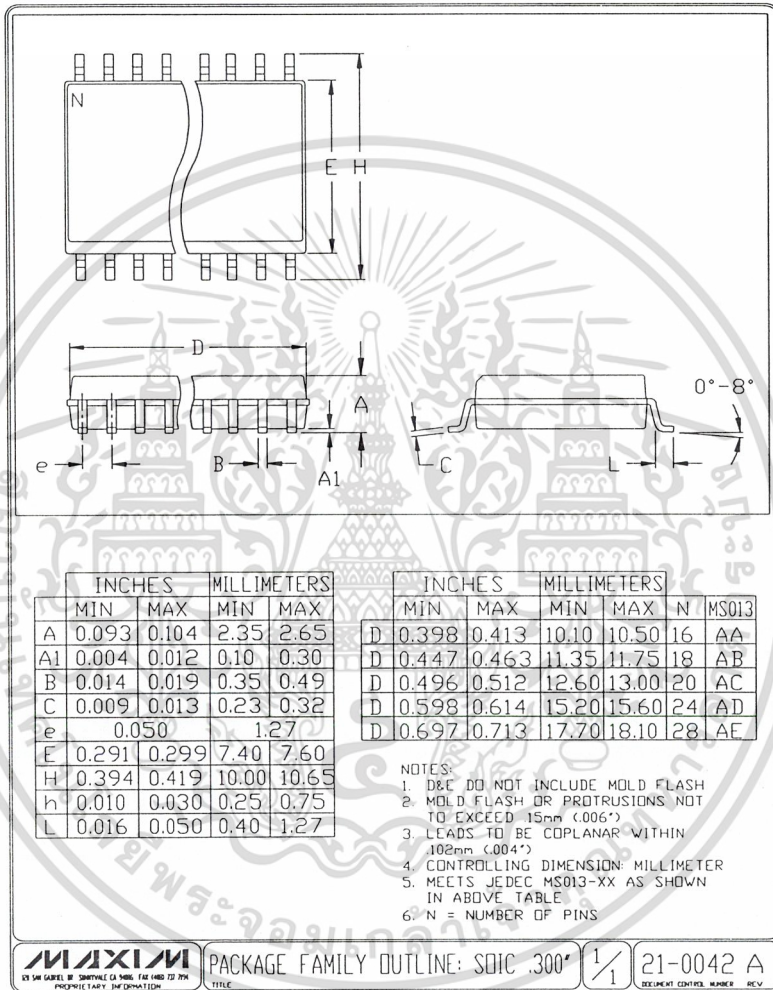 N
E H
D
A
0°-8°
e
B
A1
C
L
INCHES MILLIMETERS
MIN MAX MIN MAX
A 0.093 0.104 2.35 2.65
A1 0.004 0.012 0.10 0.30
B 0.014 0.019 0.35 0.49
C 0.009 0.013 0.23 0.32
e 0.050 1.27
E 0.291 0.299 7.40 7.60
H 0.394 0.419 10.00 10.65
h 0.010 0.030 0.25 0.75
L 0.016 0.050 0.40 1.27
INCHES MILLIMETERS
MIN MAX MIN MAX N MS013
D 0.398 0.413 10.10 10.50 16 AA
D 0.447 0.463 11.35 11.75 18 AB
D 0.496 0.512 12.60 13.00 20 AC
D 0.598 0.614 15.20 15.60 24 AD
D 0.697 0.713 17.70 18.10 28 AE
NOTES:
1. D&E DO NOT INCLUDE MOLD FLASH
2. MOLD FLASH OR PROTRUSIONS NOT
TO EXCEED .15mm (.006")
3. LEADS TO BE COPLANAR WITHIN
.102mm (.004")
4. CONTROLLING DIMENSION: MILLIMETER
5. MEETS JEDEC MS013-XX AS SHOWN
IN ABOVE TABLE
6. N = NUMBER OF PINS
MAXIM
PROPRIETARY INFORMATION
PACKAGE FAMILY OUTLINE: SOIC .300"
TITLE
1/1
21-0042 A
DOCUMENT CONTROL NUMBER REV